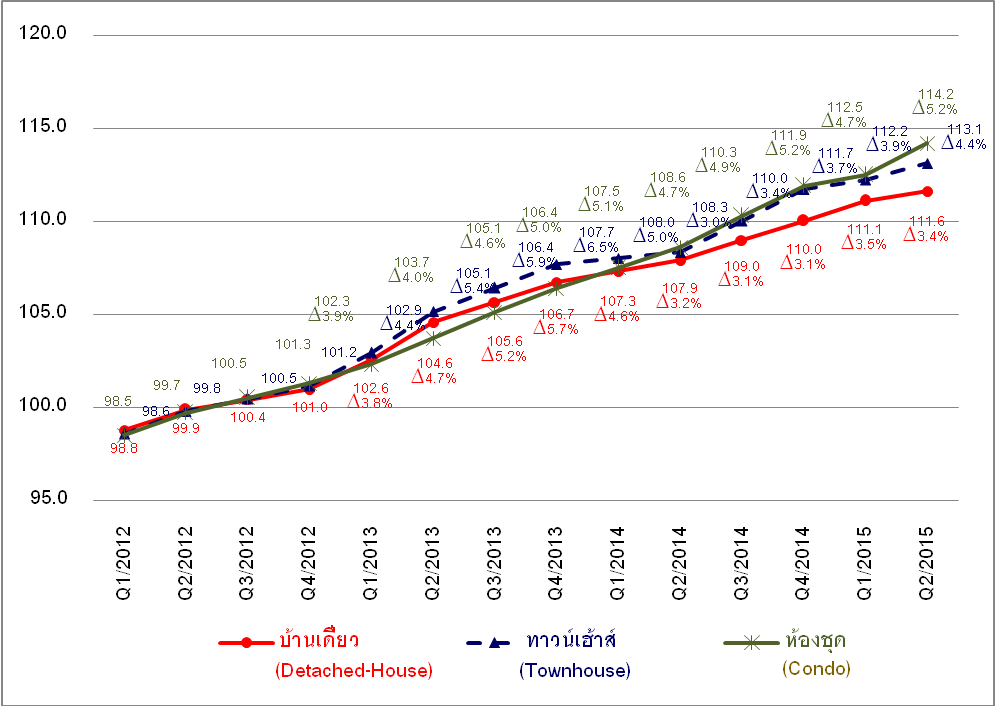 120.0
115.0
110.0
105.0
100.0
95.0
98.5
99.7
100.5
101.3
102.3
Δ3.9%
103.7
Δ4.0%
105.1
Δ4.6%
106.4
Δ5.0%
107.5
Δ5.1%
108.6
Δ4.7%
110.3
Δ4.9%
111.9
Δ5.2%
112.5
Δ4.7%
114.2
Δ5.2%
98.6
99.8
100.5
101.2
102.9
Δ4.4%
105.1
Δ5.4%
106.4
Δ5.9%
107.7
Δ6.5%
108.0
Δ5.0%
108.3
Δ3.0%
110.0
Δ3.4%
111.7
Δ3.7%
112.2
Δ3.9%
113.1
Δ4.4%
98.8
99.9
100.4
101.0
102.6
Δ3.8%
104.6
Δ4.7%
105.6
Δ5.2%
106.7
Δ5.7%
107.3
Δ4.6%
107.9
Δ3.2%
109.0
Δ3.1%
110.0
Δ3.1%
111.1
Δ3.5%
111.6
Δ3.4%
Q1/2012
Q2/2012
Q3/2012
Q4/2012
Q1/2013
Q2/2013
Q3/2013
Q4/2013
Q1/2014
Q2/2014
Q3/2014
Q4/2014
Q1/2015
Q2/2015
บ้านเดี่ยว
(Detached-House)
ทาวน์เฮ้าส์
(Townhouse)
ห้องชุด
(Condo)